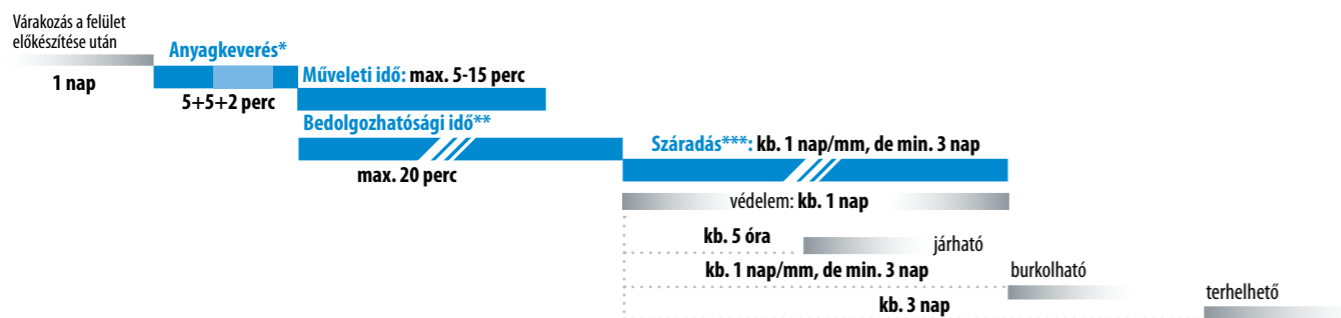 Várakozás a felület
előkészítése után
1 nap
Anyagkeverés*
5+5+2 perc
Műveleti idő: max. 5-15 perc
Bedolgozhatósági idő**
max. 20 perc
Száradás***: kb. 1 nap/mm, de min. 3 nap
védelem: kb. 1 nap
kb. 5 óra
járható
kb. 1 nap/mm, de min. 3 nap
burkolható
kb. 3 nap
terhelhető